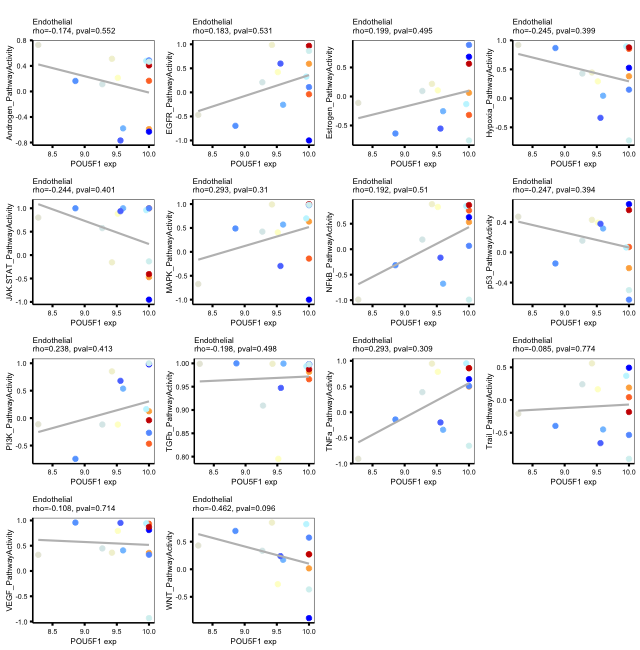 Endothelial
rho=-0.174, pval=0.552
Androgen_PathwayActivity
0.8
0.4
0.0
-0.4
-0.8
8.5 9.0 9.5 10.0
POU5F1 exp
Endothelial
rho=0.183, pval=0.531
EGFR_PathwayActivity
1.0
0.5
0.0
-0.5
-1.0
8.5 9.0 9.5 10.0
POU5F1 exp
Endothelial
rho=0.199, pval=0.495
Estrogen_PathwayActivity
0.5
0.0
-0.5
8.5 9.0 9.5 10.0
POU5F1 exp
Endothelial
rho=-0.245, pval=0.399
Hypoxia_PathwayActivity
0.5
0.0
-0.5
8.5 9.0 9.5 10.0
POU5F1 exp
Endothelial
rho=-0.244, pval=0.401
JAK.STAT_PathwayActivity
1.0
0.5
0.0
-0.5
-1.0
8.5 9.0 9.5 10.0
POU5F1 exp
Endothelial
rho=0.293, pval=0.31
MAPK_PathwayActivity
1.0
0.5
0.0
-0.5
-1.0
8.5 9.0 9.5 10.0
POU5F1 exp
Endothelial
rho=0.192, pval=0.51
NFkB_PathwayActivity
1.0
0.5
0.0
-0.5
-1.0
8.5 9.0 9.5 10.0
POU5F1 exp
Endothelial
rho=-0.247, pval=0.394
p53_PathwayActivity
0.4
0.0
-0.4
8.5 9.0 9.5 10.0
POU5F1 exp
Endothelial
rho=0.238, pval=0.413
PI3K_PathwayActivity
1.0
0.5
0.0
-0.5
8.5 9.0 9.5 10.0
POU5F1 exp
Endothelial
rho=-0.198, pval=0.498
TGFb_PathwayActivity
1.00
0.95
0.90
0.85
0.80
8.5 9.0 9.5 10.0
POU5F1 exp
Endothelial
rho=0.293, pval=0.309
TNFa_PathwayActivity
1.0
0.5
0.0
-0.5
-1.0
8.5 9.0 9.5 10.0
POU5F1 exp
Endothelial
rho=-0.085, pval=0.774
Trail_PathwayActivity
0.5
0.0
-0.5
8.5 9.0 9.5 10.0
POU5F1 exp
Endothelial
rho=-0.108, pval=0.714
VEGF_PathwayActivity
1.0
0.5
0.0
-0.5
-1.0
8.5 9.0 9.5 10.0
POU5F1 exp
Endothelial
rho=-0.462, pval=0.096
WNT_PathwayActivity
0.5
0.0
-0.5
8.5 9.0 9.5 10.0
POU5F1 exp